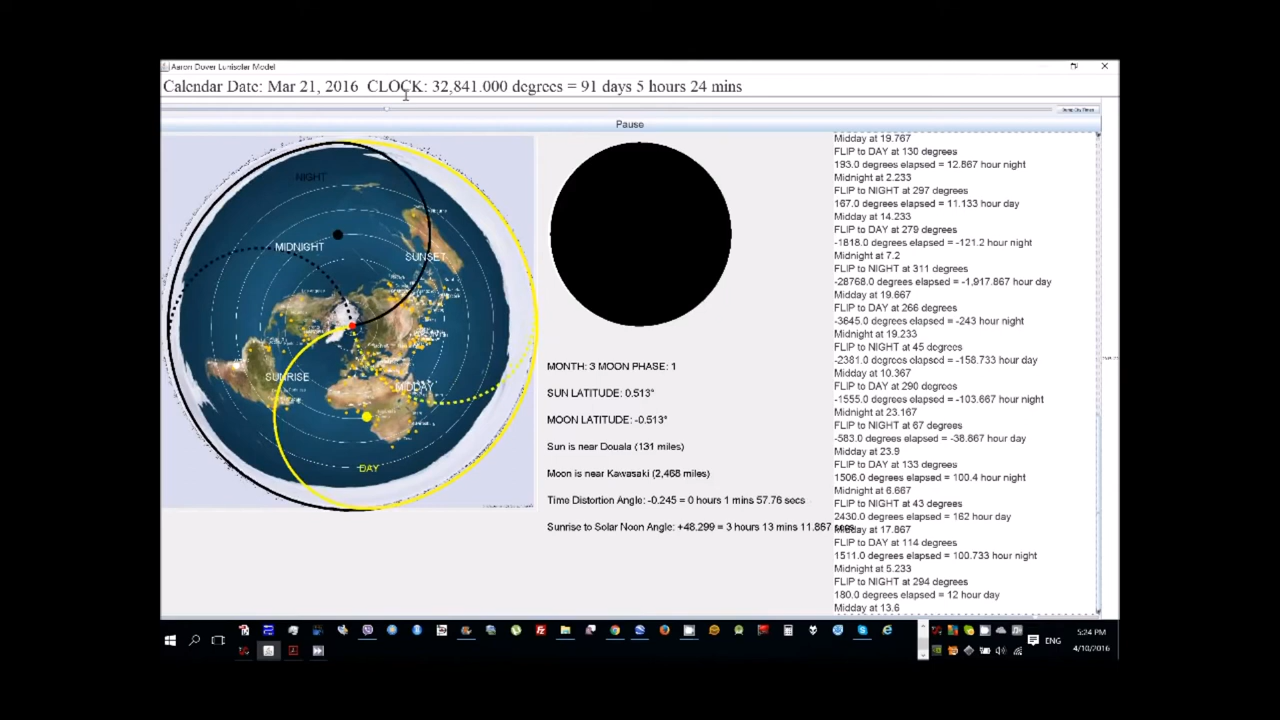 Aaron Dover Lunisolar Model
Calendar Date: Mar 21, 2016 CLOCK: 32,841.000 degrees = 91 days 5 hours 24 mins
Pause
NIGHT
MIDNIGHT
SUNSET
SUNRISE
MIDDAY
DAY
MONTH: 3 MOON PHASE: 1
SUN LATITUDE: 0.513°
MOON LATITUDE: -0.513°
Sun is near Douala (131 miles)
Moon is near Kawasaki (2,468 miles)
Time Distortion Angle: -0.245 = 0 hours 1 mins 57.76 secs
Sunrise to Solar Noon Angle: +48.299 = 3 hours 13 mins 11.867 secs
Midday at 19.767
FLIP to DAY at 130 degrees
193.0 degrees elapsed = 12.867 hour night
Midnight at 2.233
FLIP to NIGHT at 297 degrees
167.0 degrees elapsed = 11.133 hour day
Midday at 14.233
FLIP to DAY at 279 degrees
-1818.0 degrees elapsed = -121.2 hour night
Midnight at 7.2
FLIP to NIGHT at 311 degrees
-28768.0 degrees elapsed = -1,917.867 hour day
Midday at 19.667
FLIP to DAY at 266 degrees
-3645.0 degrees elapsed = -243 hour night
Midnight at 19.233
FLIP to NIGHT at 45 degrees
-2381.0 degrees elapsed = -158.733 hour day
Midday at 10.367
FLIP to DAY at 290 degrees
-1555.0 degrees elapsed = -103.667 hour night
Midnight at 23.167
FLIP to NIGHT at 67 degrees
-583.0 degrees elapsed = -38.867 hour day
Midday at 23.9
FLIP to DAY at 133 degrees
1506.0 degrees elapsed = 100.4 hour night
Midnight at 6.667
FLIP to NIGHT at 43 degrees
2430.0 degrees elapsed = 162 hour day
Midday at 17.867
FLIP to DAY at 114 degrees
1511.0 degrees elapsed = 100.733 hour night
Midnight at 5.233
FLIP to NIGHT at 294 degrees
180.0 degrees elapsed = 12 hour day
Midday at 13.6
ENG
5:24 PM
4/10/2016